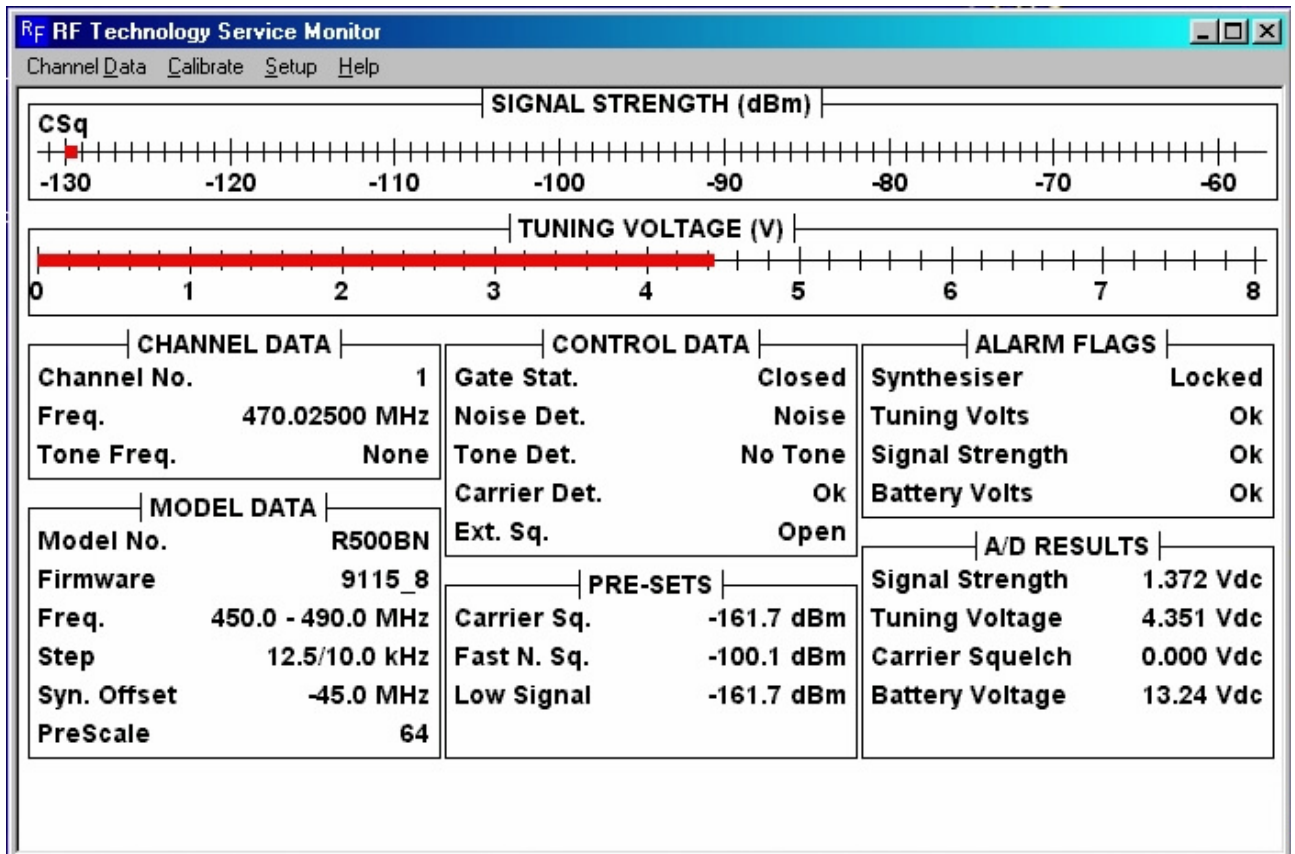 RF RF Technology Service Monitor
Channel Data Calibrate Setup Help
SIGNAL STRENGTH (dBm)
CSq
-130 -120 -110 -100 -90 -80 -70 -60
TUNING VOLTAGE (V)
0 1 2 3 4 5 6 7 8
CHANNEL DATA
Channel No. 1
Freq. 470.02500 MHz
Tone Freq. None
MODEL DATA
Model No. R500BN
Firmware 9115_8
Freq. 450.0 - 490.0 MHz
Step 12.5/10.0 kHz
Syn. Offset -45.0 MHz
PreScale 64
CONTROL DATA
Gate Stat. Closed
Noise Det. Noise
Tone Det. No Tone
Carrier Det. Ok
Ext. Sq. Open
PRE-SETS
Carrier Sq. -161.7 dBm
Fast N. Sq. -100.1 dBm
Low Signal -161.7 dBm
ALARM FLAGS
Synthesiser Locked
Tuning Volts Ok
Signal Strength Ok
Battery Volts Ok
A/D RESULTS
Signal Strength 1.372 Vdc
Tuning Voltage 4.351 Vdc
Carrier Squelch 0.000 Vdc
Battery Voltage 13.24 Vdc